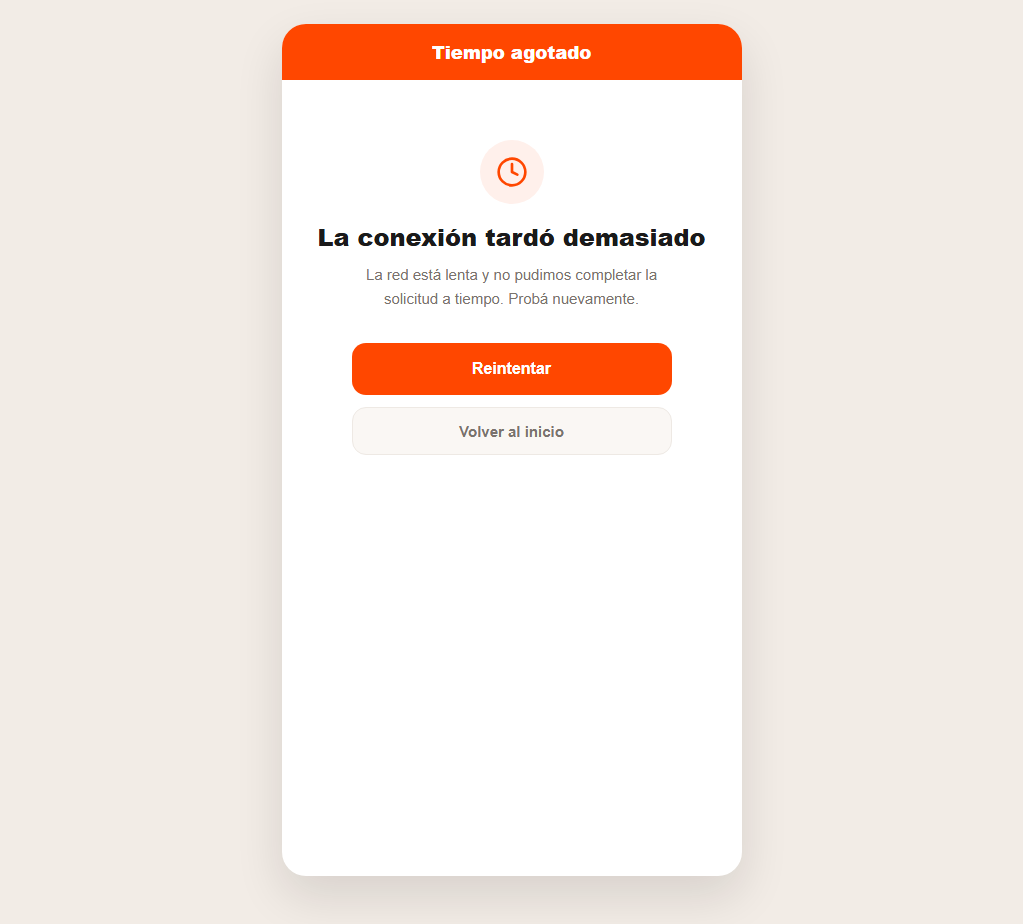 Tiempo agotado
La conexión tardó demasiado
La red está lenta y no pudimos completar la
solicitud a tiempo. Probá nuevamente.
Reintentar
Volver al inicio